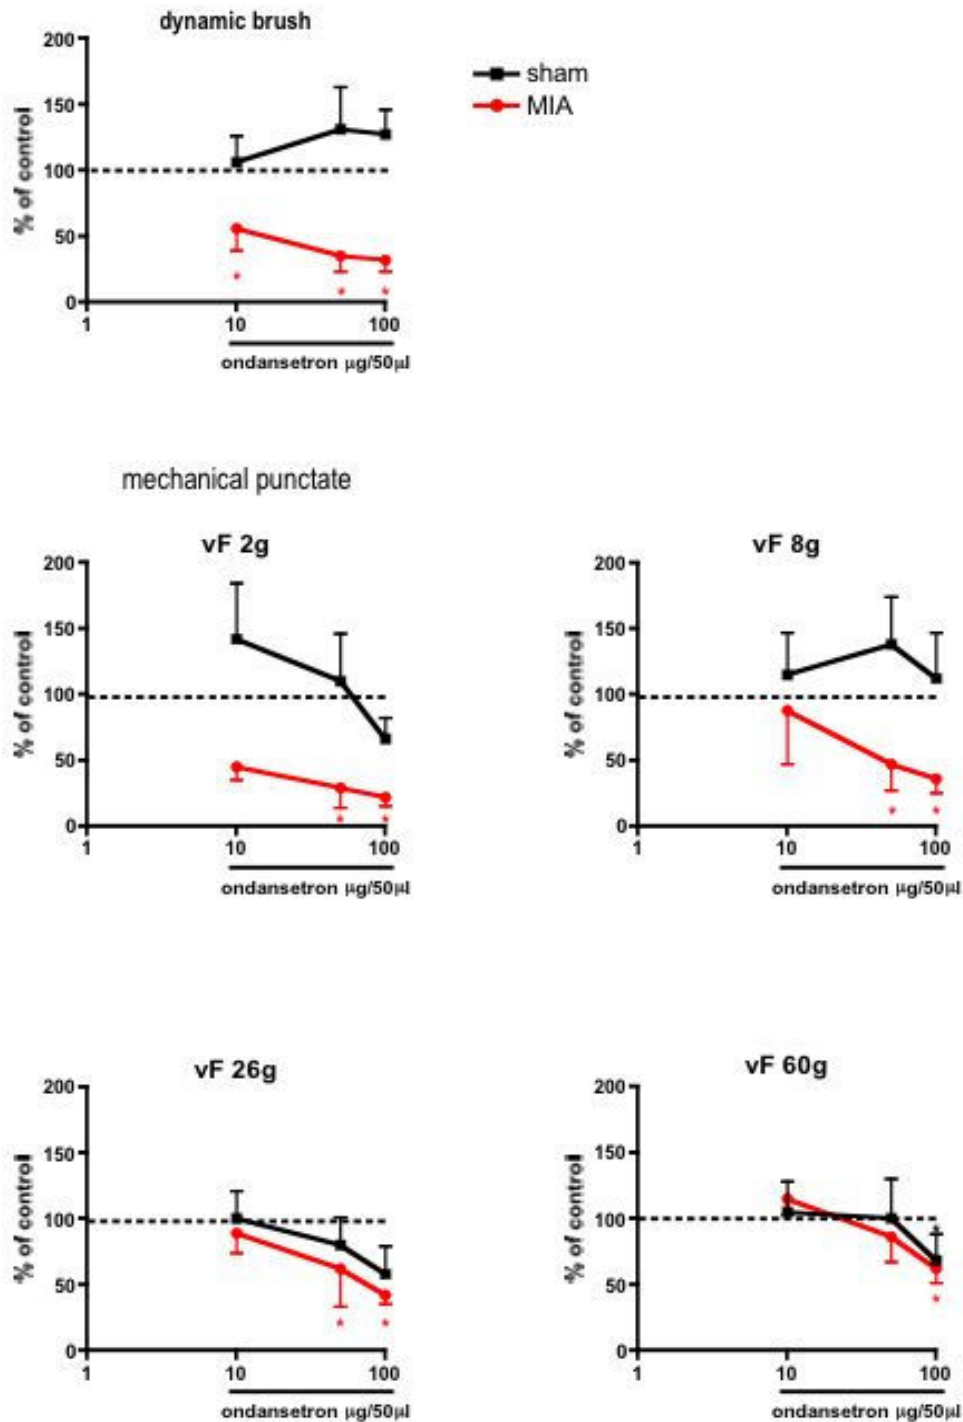 dynamic brush
200
150
100
50
0
% of control
1 10 100
ondansetron μg/50μl
sham
MIA
* * *
mechanical punctate
vF 2g
200
150
100
50
0
% of control
1 10 100
ondansetron μg/50μl
* *
vF 8g
200
150
100
50
0
% of control
1 10 100
ondansetron μg/50μl
* *
vF 26g
200
150
100
50
0
% of control
1 10 100
ondansetron μg/50μl
* *
vF 60g
200
150
100
50
0
% of control
1 10 100
ondansetron μg/50μl
*
*